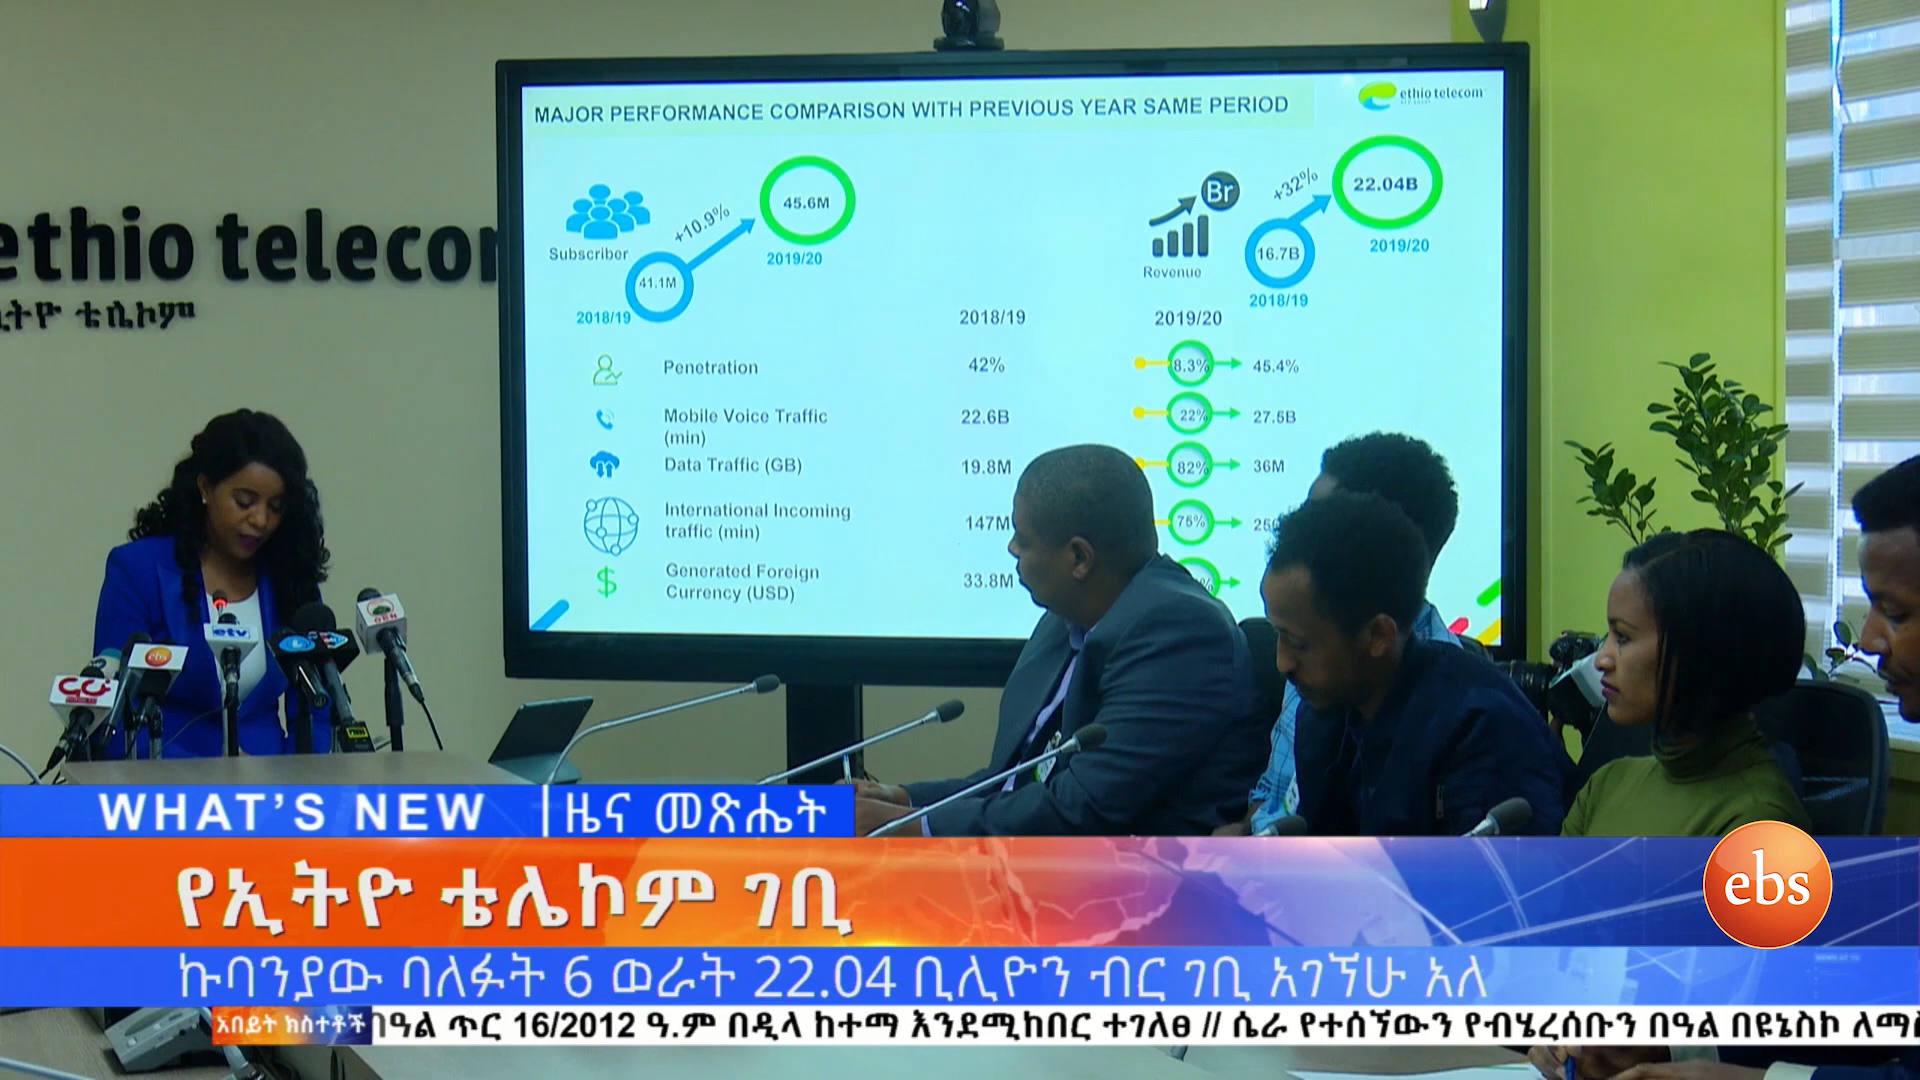 MAJOR PERFORMANCE COMPARISON WITH PREVIOUS YEAR SAME PERIOD
ethio telecom
Subscriber
41.1M
2018/19
+10.9%
45.6M
2019/20
Revenue
Br
16.7B
2018/19
+32%
22.04B
2019/20
2018/19 2019/20
Penetration 42% 8.3% 45.4%
Mobile Voice Traffic (min) 22.6B 22% 27.5B
Data Traffic (GB) 19.8M 82% 36M
International Incoming traffic (min) 147M 75%
Generated Foreign Currency (USD) 33.8M
ethio
ቴሌኮም
etv
ebs
OBN
WHAT'S NEW | ዜና መጽሔት
የኢትዮ ቴሌኮም ገቢ
ኩባንያው ባለፉት 6 ወራት 22.04 ቢሊዮን ብር ገቢ አገኘሁ አለ
ebs
አበይት ክስተቶች
በዓል ጥር 16/2012 ዓ.ም በዲላ ከተማ እንደሚከበር ተገለፀ // ሴራ የተሰኘውን የብሄረሰቡን በዓል በዩኔስኮ